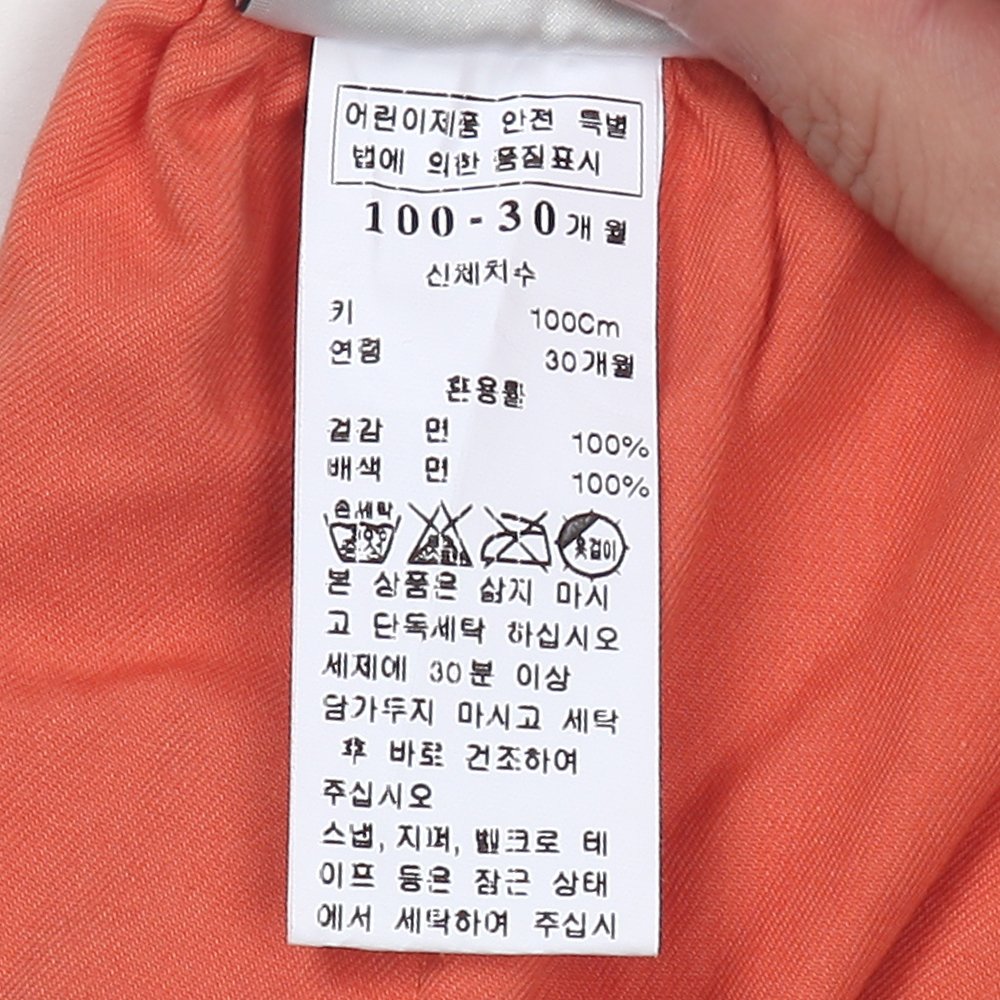 어린이제품 안전 특별
법에 의한 품질표시
100-30개월
신체치수
키 100Cm
연령 30개월
혼용률
겉감 면 100%
배색 면 100%
손세탁
옷걸이
본 상품은 삶지 마시
고 단독세탁 하십시오
세제에 30분 이상
담가두지 마시고 세탁
후 바로 건조하여
주십시오
스냅, 지퍼, 벨크로 테
이프 등은 잠근 상태
에서 세탁하여 주십시